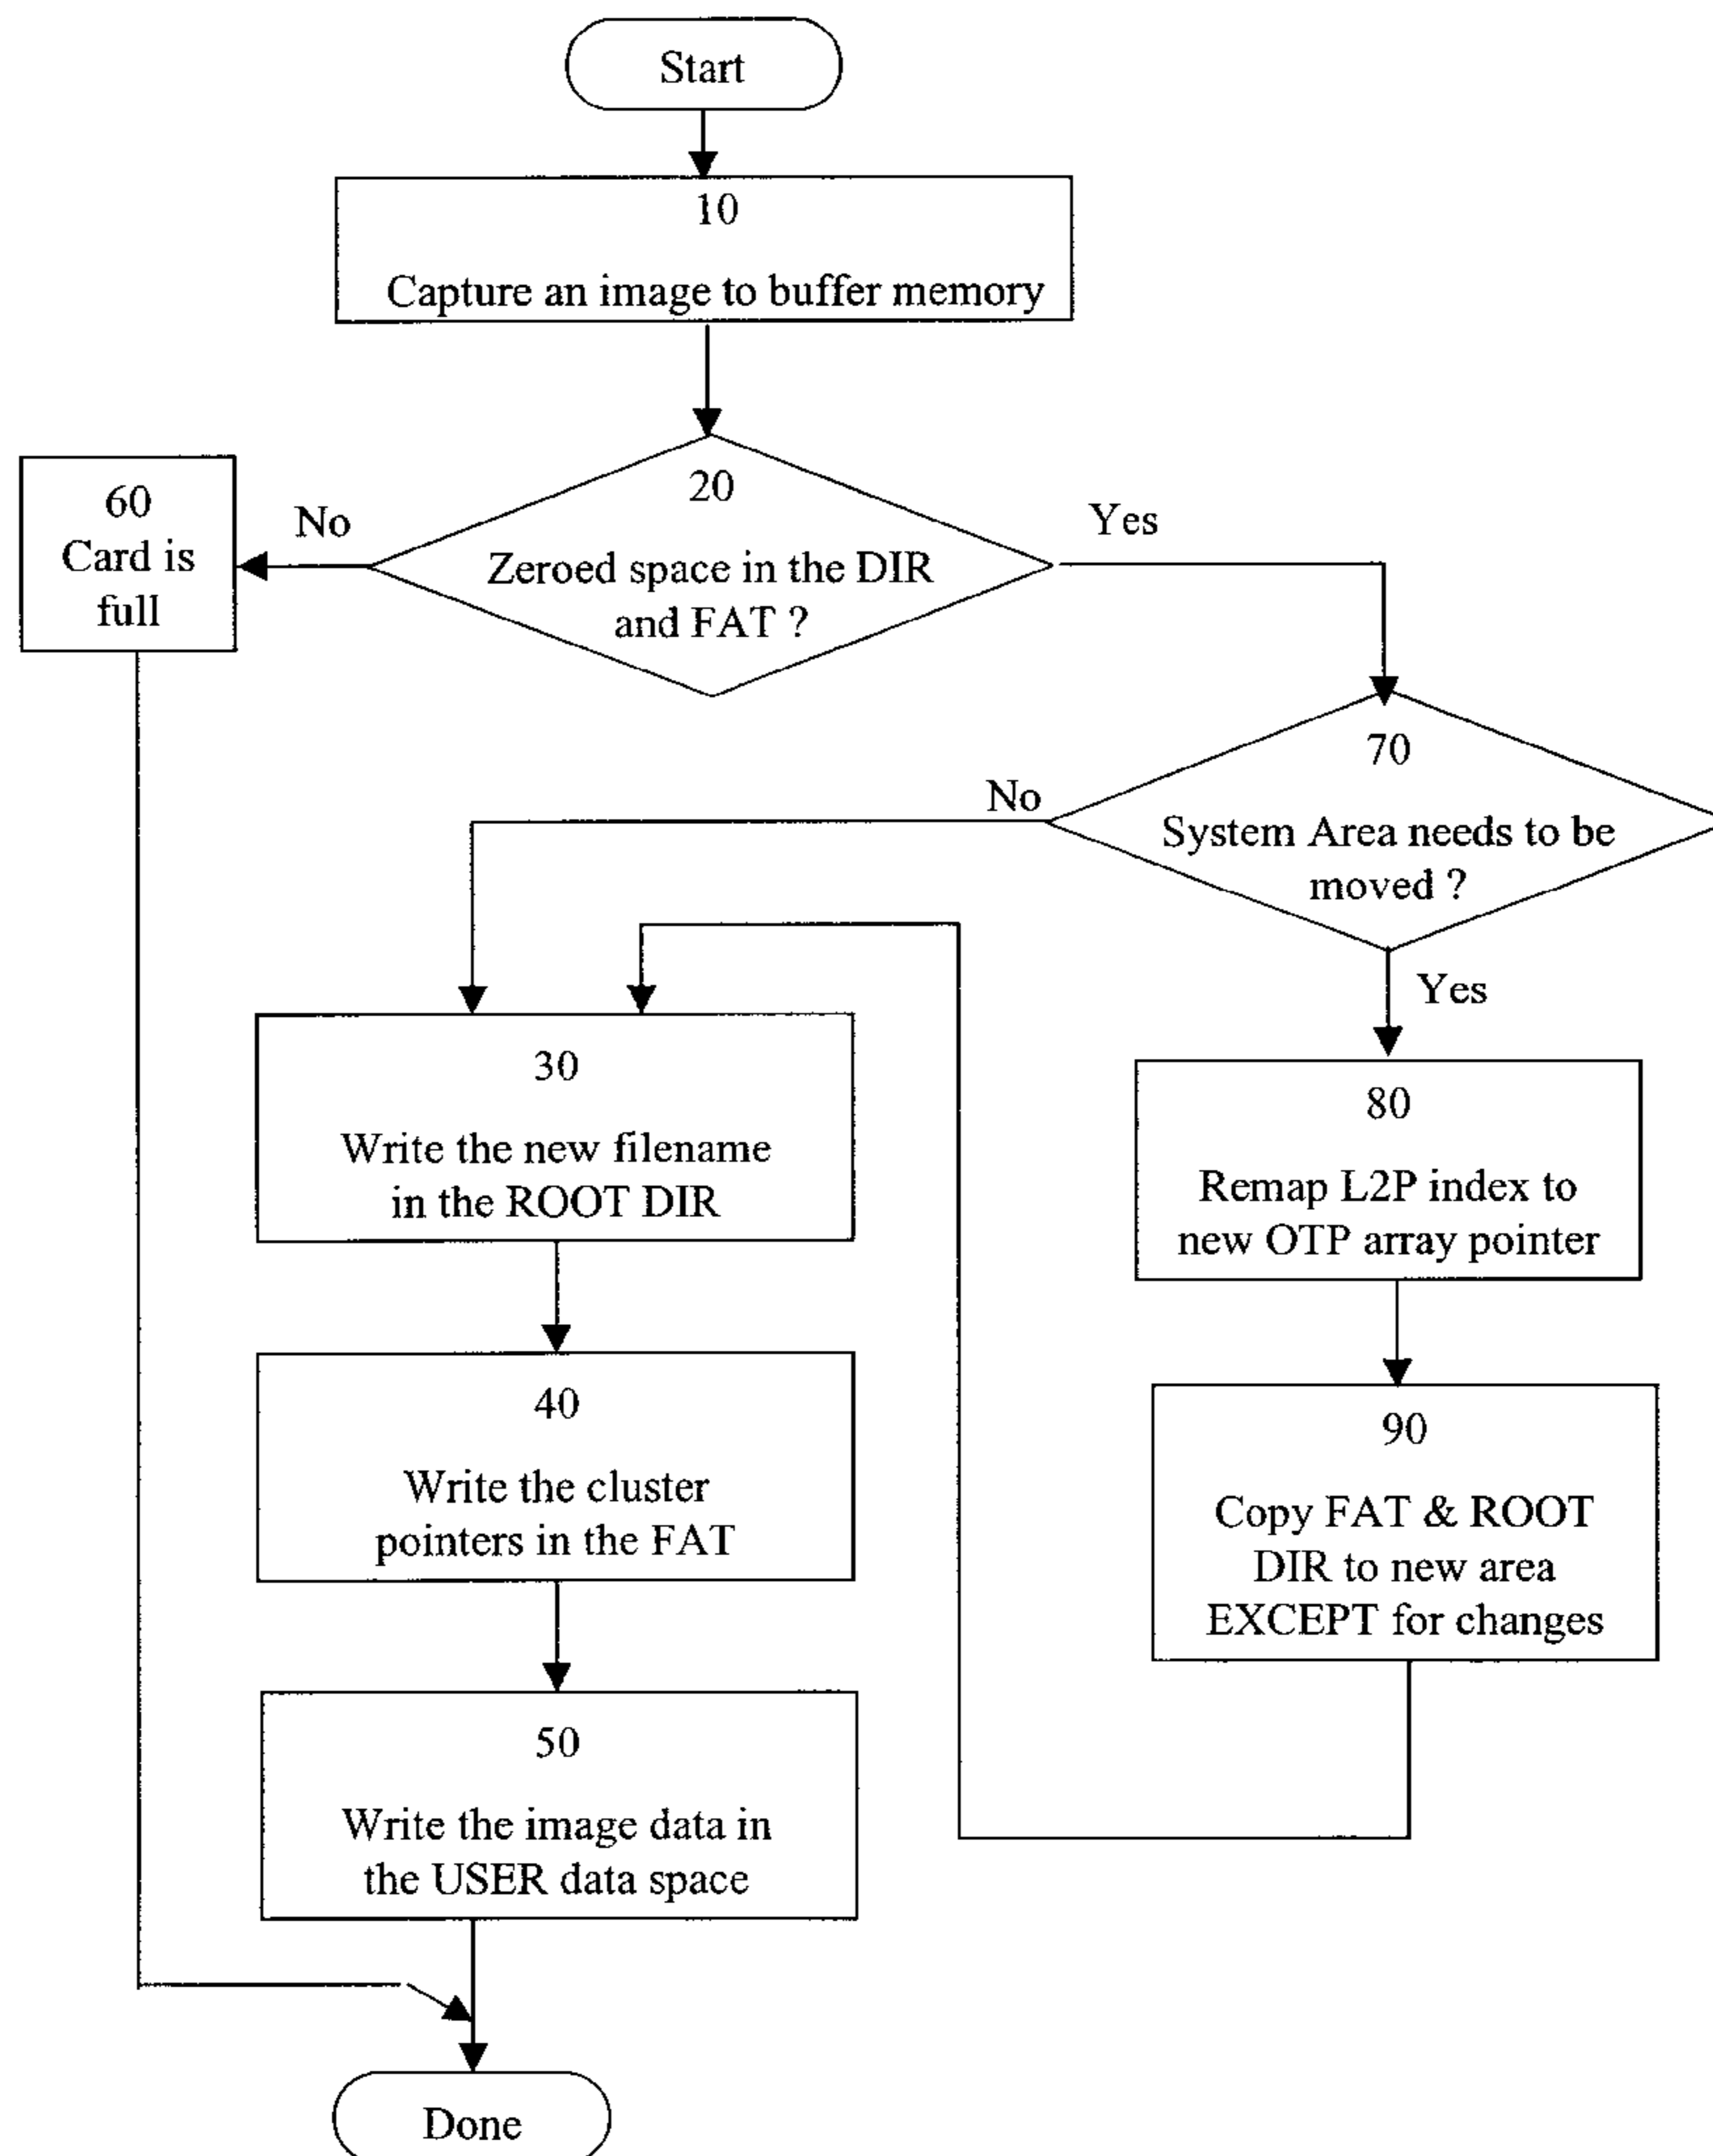 Start
10
Capture an image to buffer memory
20
Zeroed space in the DIR
and FAT ?
No
Yes
60
Card is
full
70
System Area needs to be
moved ?
No
Yes
30
Write the new filename
in the ROOT DIR
80
Remap L2P index to
new OTP array pointer
40
Write the cluster
pointers in the FAT
90
Copy FAT & ROOT
DIR to new area
EXCEPT for changes
50
Write the image data in
the USER data space
Done